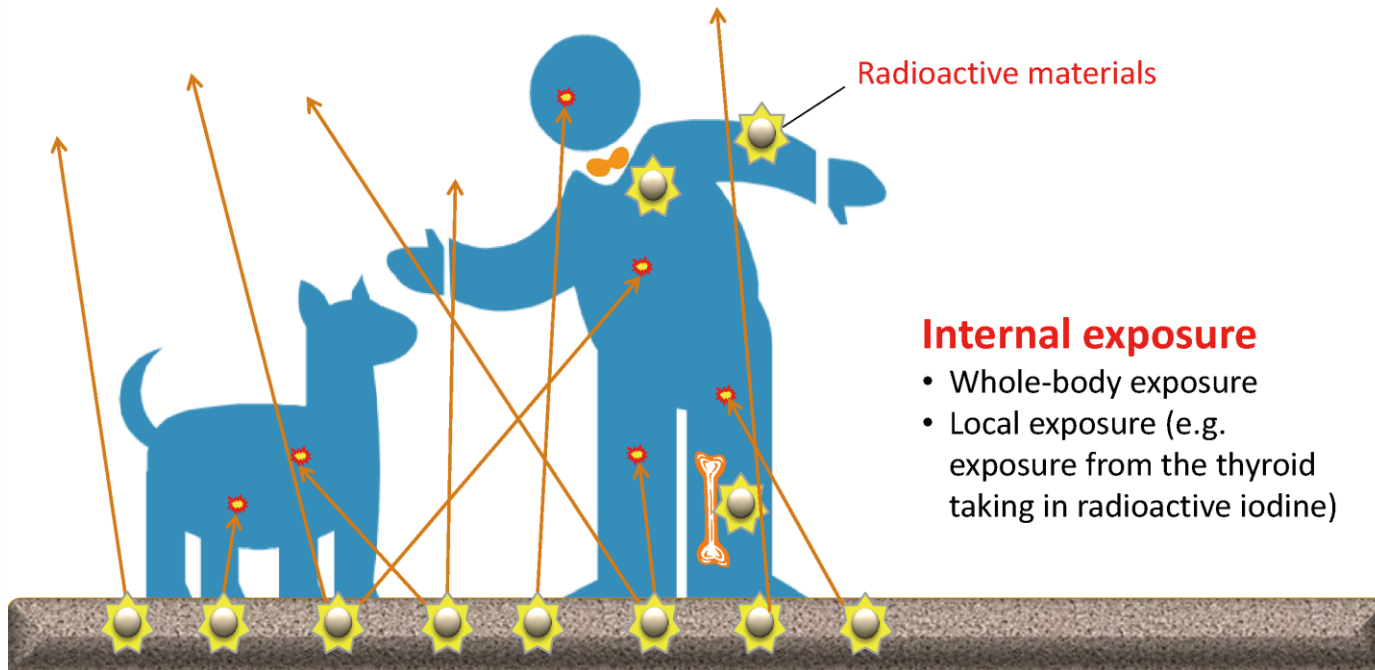 Radioactive materials
Internal exposure
• Whole-body exposure
• Local exposure (e.g.
exposure from the thyroid
taking in radioactive iodine)